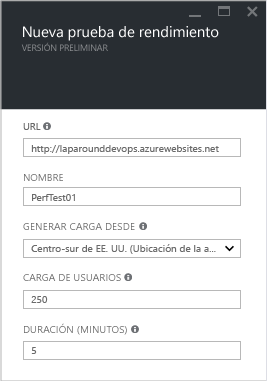 Nueva prueba de rendimiento
VERSIÓN PRELIMINAR
URL
http://laparounddevops.azurewebsites.net
NOMBRE
PerfTest01
GENERAR CARGA DESDE
Centro-sur de EE. UU. (Ubicación de la a...
CARGA DE USUARIOS
250
DURACIÓN (MINUTOS)
5